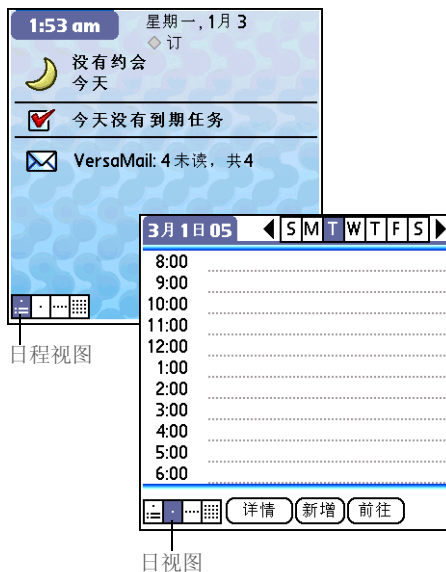 1:53 am 星期一, 1月 3
订
没有约会
今天
今天没有到期任务
VersaMail: 4 未读, 共4
日程视图
3月 1日 05 S M T W T F S
8:00
9:00
10:00
11:00
12:00
1:00
2:00
3:00
4:00
5:00
6:00
详情 新增 前往
日视图